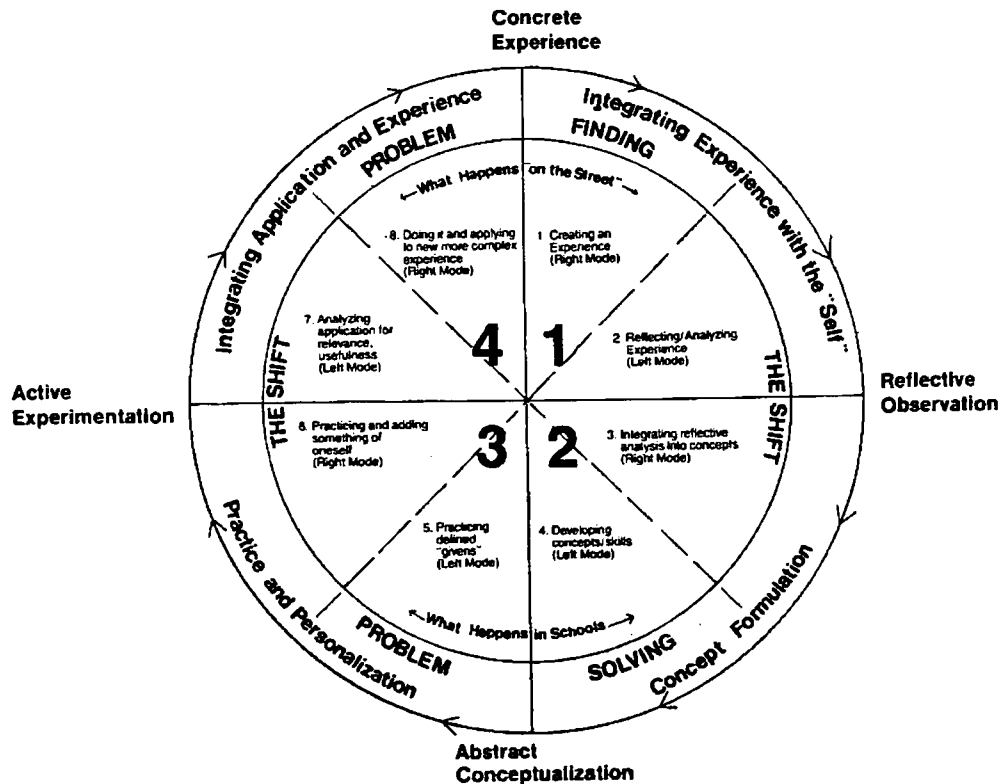 Concrete
Experience
Integrating Application and Experience
Integrating Experience with the "Self"
PROBLEM
FINDING
←What Happens "on the Street"→
8. Doing it and applying
to new more complex
experience
(Right Mode)
1 Creating an
Experience
(Right Mode)
7. Analyzing
application for
relevance,
usefulness
(Left Mode)
4
1
2 Reflecting/Analyzing
Experience
(Left Mode)
THE SHIFT
THE SHIFT
Active
Experimentation
Reflective
Observation
6. Practicing and adding
something of
oneself
(Right Mode)
3
2
3. Integrating reflective
analysis into concepts
(Right Mode)
5. Practicing
defined
"givens"
(Left Mode)
4. Developing
concepts/skills
(Left Mode)
←What Happens in Schools→
PROBLEM
SOLVING
Practice and Personalization
Concept Formulation
Abstract
Conceptualization